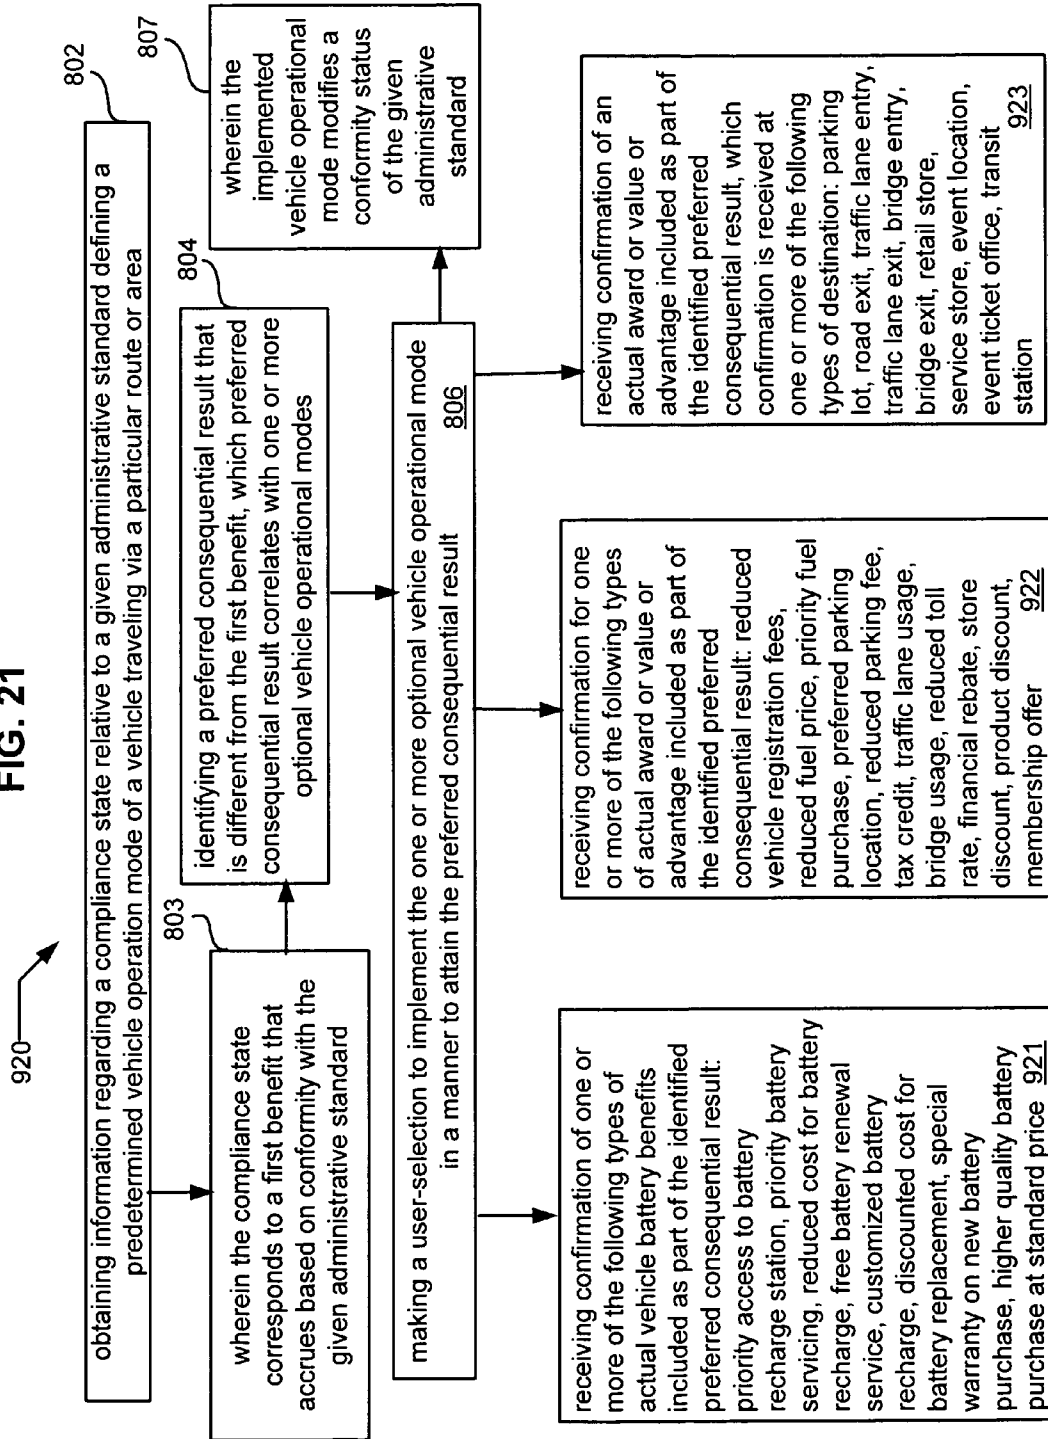 FIG. 21
920
802
obtaining information regarding a compliance state relative to a given administrative standard defining a
predetermined vehicle operation mode of a vehicle traveling via a particular route or area
803
wherein the compliance state
corresponds to a first benefit that
accrues based on conformity with the
given administrative standard
804
identifying a preferred consequential result that
is different from the first benefit, which preferred
consequential result correlates with one or more
optional vehicle operational modes
807
wherein the
implemented
vehicle operational
mode modifies a
conformity status
of the given
administrative
standard
making a user-selection to implement the one or more optional vehicle operational mode
in a manner to attain the preferred consequential result
806
receiving confirmation of one or
more of the following types of
actual vehicle battery benefits
included as part of the identified
preferred consequential result:
priority access to battery
recharge station, priority battery
servicing, reduced cost for battery
recharge, free battery renewal
service, customized battery
recharge, discounted cost for
battery replacement, special
warranty on new battery
purchase, higher quality battery
purchase at standard price 921
receiving confirmation for one
or more of the following types
of actual award or value or
advantage included as part of
the identified preferred
consequential result: reduced
vehicle registration fees,
reduced fuel price, priority fuel
purchase, preferred parking
location, reduced parking fee,
tax credit, traffic lane usage,
bridge usage, reduced toll
rate, financial rebate, store
discount, product discount,
membership offer 922
receiving confirmation of an
actual award or value or
advantage included as part of
the identified preferred
consequential result, which
confirmation is received at
one or more of the following
types of destination: parking
lot, road exit, traffic lane entry,
traffic lane exit, bridge entry,
bridge exit, retail store,
service store, event location,
event ticket office, transit
station 923